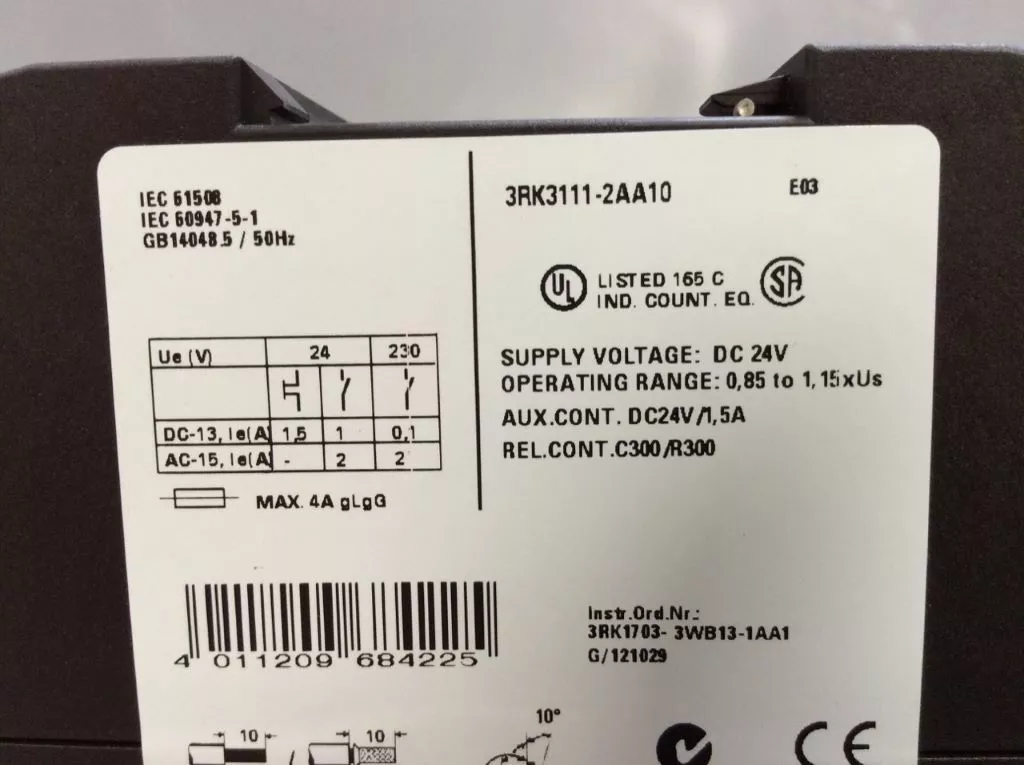 IEC 61508
IEC 60947-5-1
GB14048.5 / 50Hz
3RK3111-2AA10
E03
UL
LISTED 165 C
IND. COUNT. EQ.
SA
Ue (V) 24 230
DC-13, Ie(A) 1,5 1 0,1
AC-15, Ie(A) - 2 2
MAX. 4A gLgG
SUPPLY VOLTAGE: DC 24V
OPERATING RANGE: 0,85 to 1,15xUs
AUX.CONT. DC24V/1,5A
REL.CONT.C300/R300
4 011209 684225
Instr.Ord.Nr.:
3RK1703- 3WB13-1AA1
G/121029
10 / 10
10°
CE